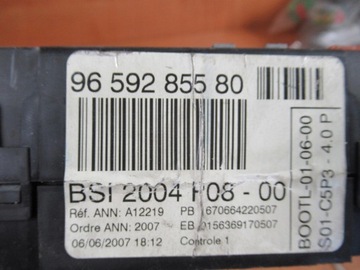 96 592 855 80
BSI 2004 F08 - 00
Réf. ANN: A12219 PB 670664220507
Ordre ANN: 2007 EB 0156369170507
06/06/2007 18:12 Controle 1
BOOTL-01-06-00
S01-C5P3 - 4.0 P